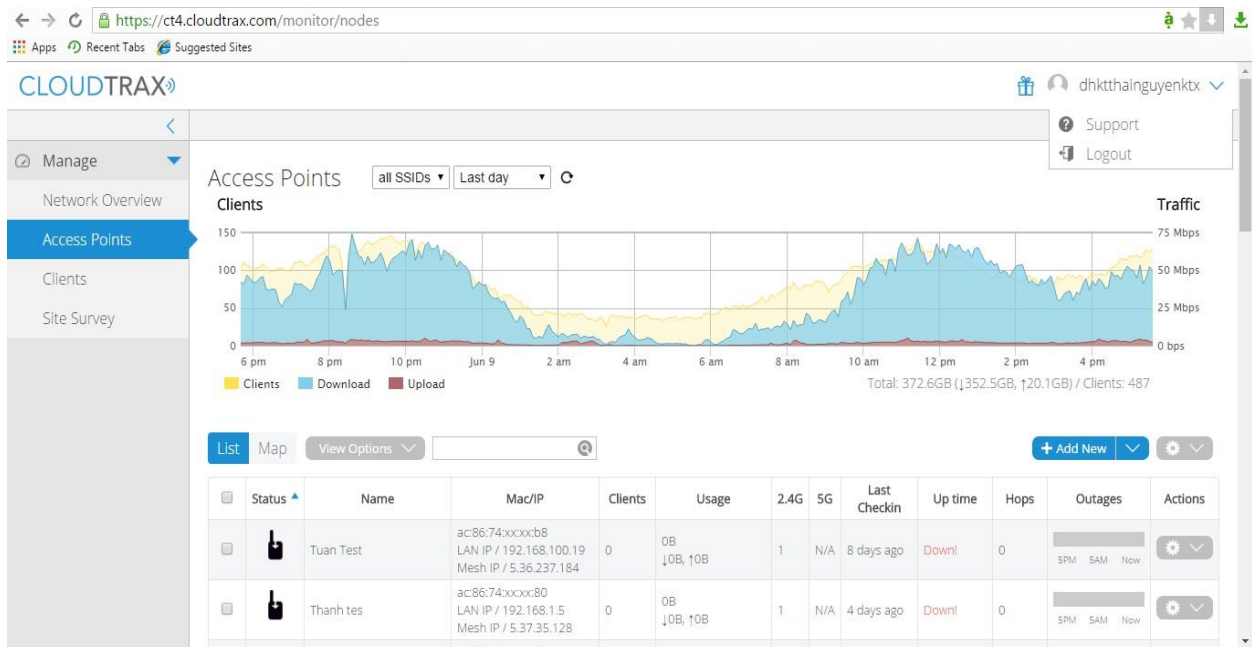 https://ct4.cloudtrax.com/monitor/nodes
Apps Recent Tabs Suggested Sites
CLOUDTRAX
dhktthainguyenktx
Support
Logout
Manage
Network Overview
Access Points
Clients
Site Survey
Access Points all SSIDs Last day
Clients Traffic
150 75 Mbps
100 50 Mbps
50 25 Mbps
0 0 bps
6 pm 8 pm 10 pm Jun 9 2 am 4 am 6 am 8 am 10 am 12 pm 2 pm 4 pm
Clients Download Upload Total: 372.6GB (↓352.5GB, ↑20.1GB) / Clients: 487
List Map View Options + Add New
Status Name Mac/IP Clients Usage 2.4G 5G Last Checkin Up time Hops Outages Actions
Tuan Test ac:86:74:xx:xx:b8 0 0B 1 N/A 8 days ago Down! 0
LAN IP / 192.168.100.19 ↓0B, ↑0B
Mesh IP / 5.36.237.184 5PM 5AM Now
Thanh tes ac:86:74:xx:xx:80 0 0B 1 N/A 4 days ago Down! 0
LAN IP / 192.168.1.5 ↓0B, ↑0B
Mesh IP / 5.37.35.128 5PM 5AM Now